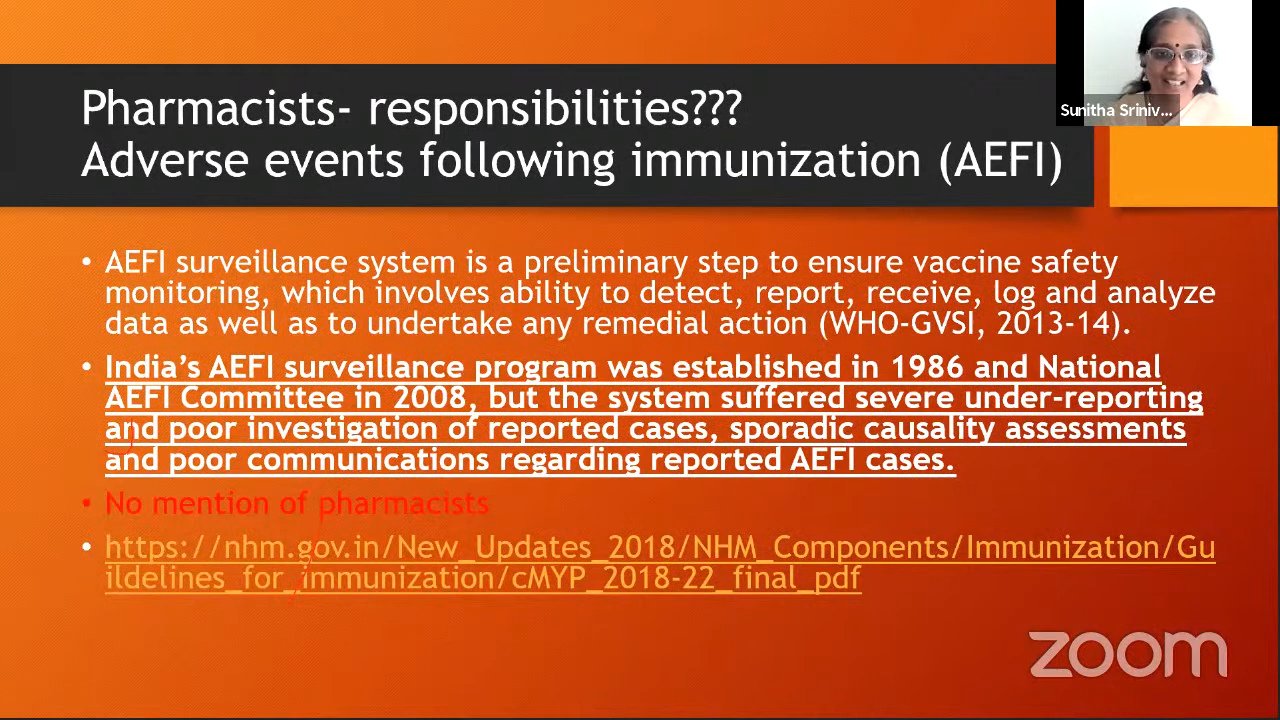 Pharmacists- responsibilities???
Adverse events following immunization (AEFI)
Sunitha Sriniv...
• AEFI surveillance system is a preliminary step to ensure vaccine safety
monitoring, which involves ability to detect, report, receive, log and analyze
data as well as to undertake any remedial action (WHO-GVSI, 2013-14).
• India's AEFI surveillance program was established in 1986 and National
AEFI Committee in 2008, but the system suffered severe under-reporting
and poor investigation of reported cases, sporadic causality assessments
and poor communications regarding reported AEFI cases.
• No mention of pharmacists
• https://nhm.gov.in/New_Updates_2018/NHM_Components/Immunization/Gu
ildelines_for_immunization/cMYP_2018-22_final_pdf
zoom